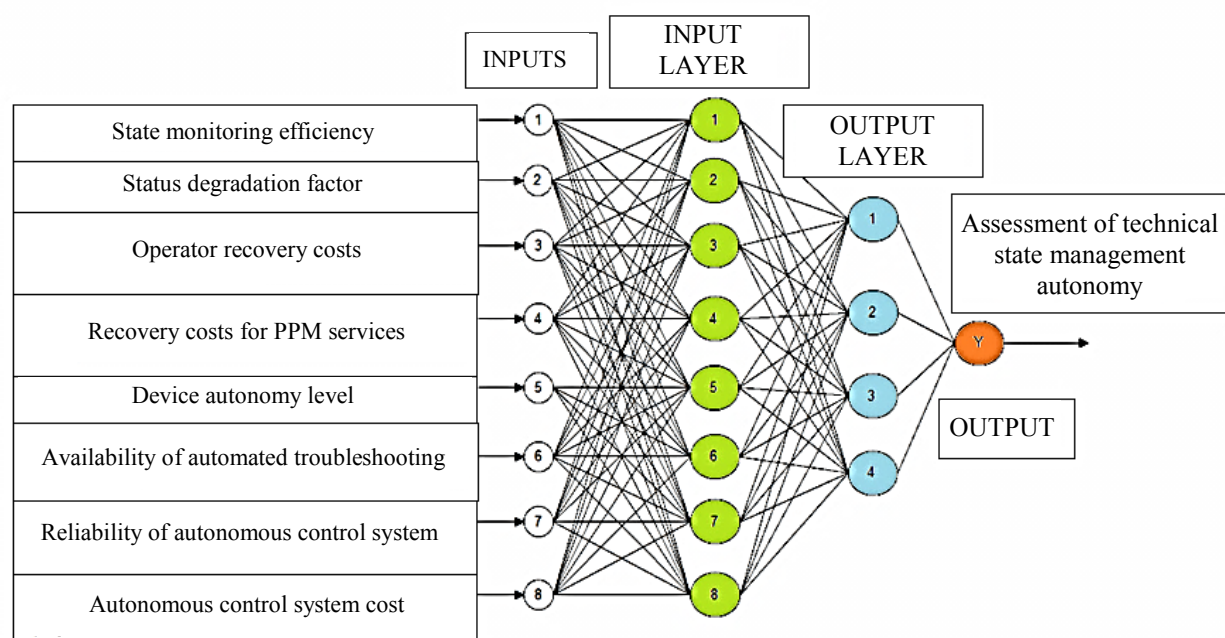 INPUTS
INPUT
LAYER
OUTPUT
LAYER
State monitoring efficiency
Status degradation factor
Operator recovery costs
Recovery costs for PPM services
Device autonomy level
Availability of automated troubleshooting
Reliability of autonomous control system
Autonomous control system cost
1
2
3
4
5
6
7
8
1
2
3
4
5
6
7
8
1
2
3
4
Y
Assessment of technical
state management
autonomy
OUTPUT